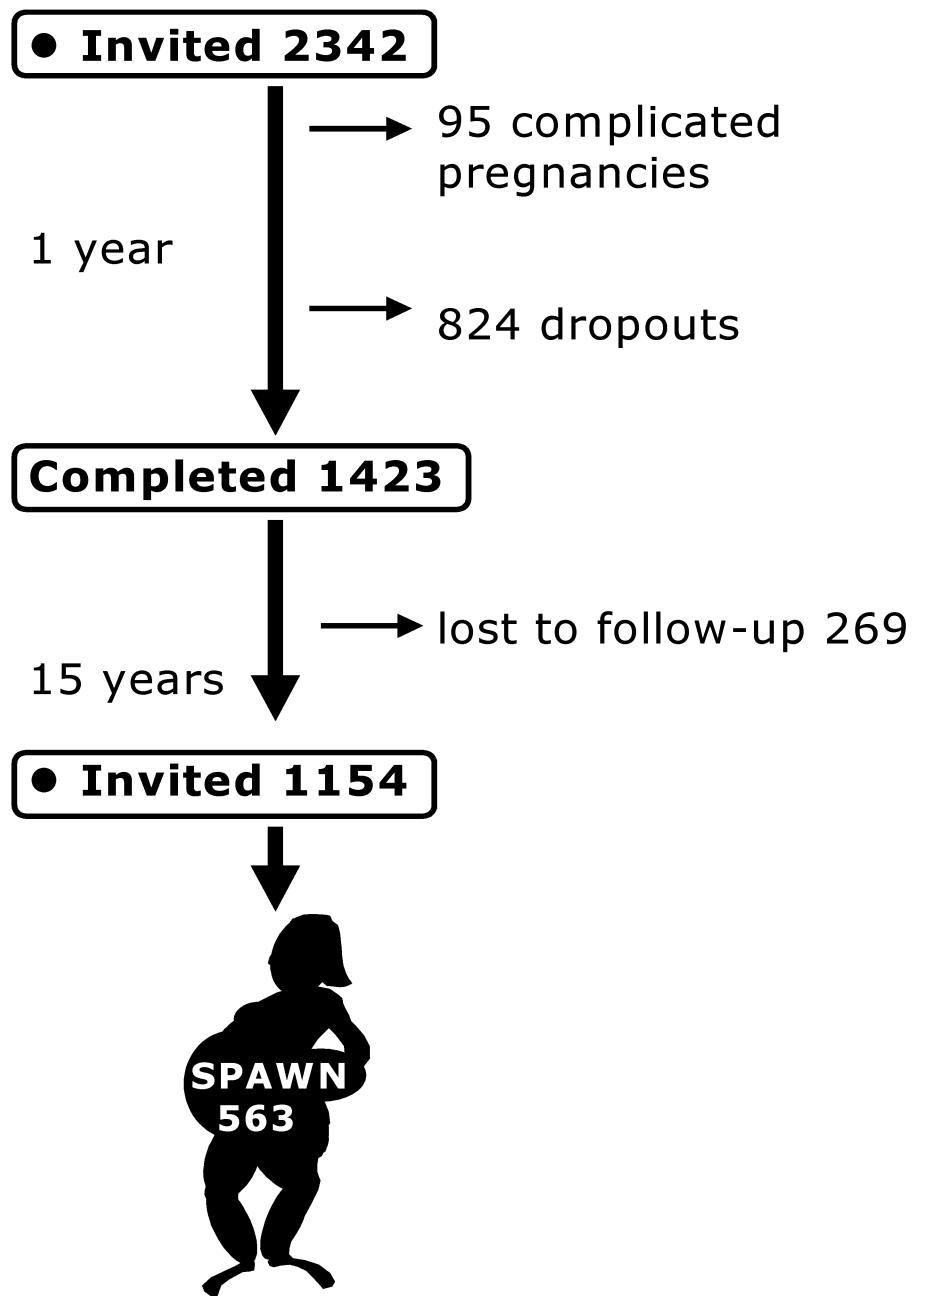 ● Invited 2342
95 complicated
pregnancies
1 year
824 dropouts
Completed 1423
lost to follow-up 269
15 years
● Invited 1154
SPAWN
563